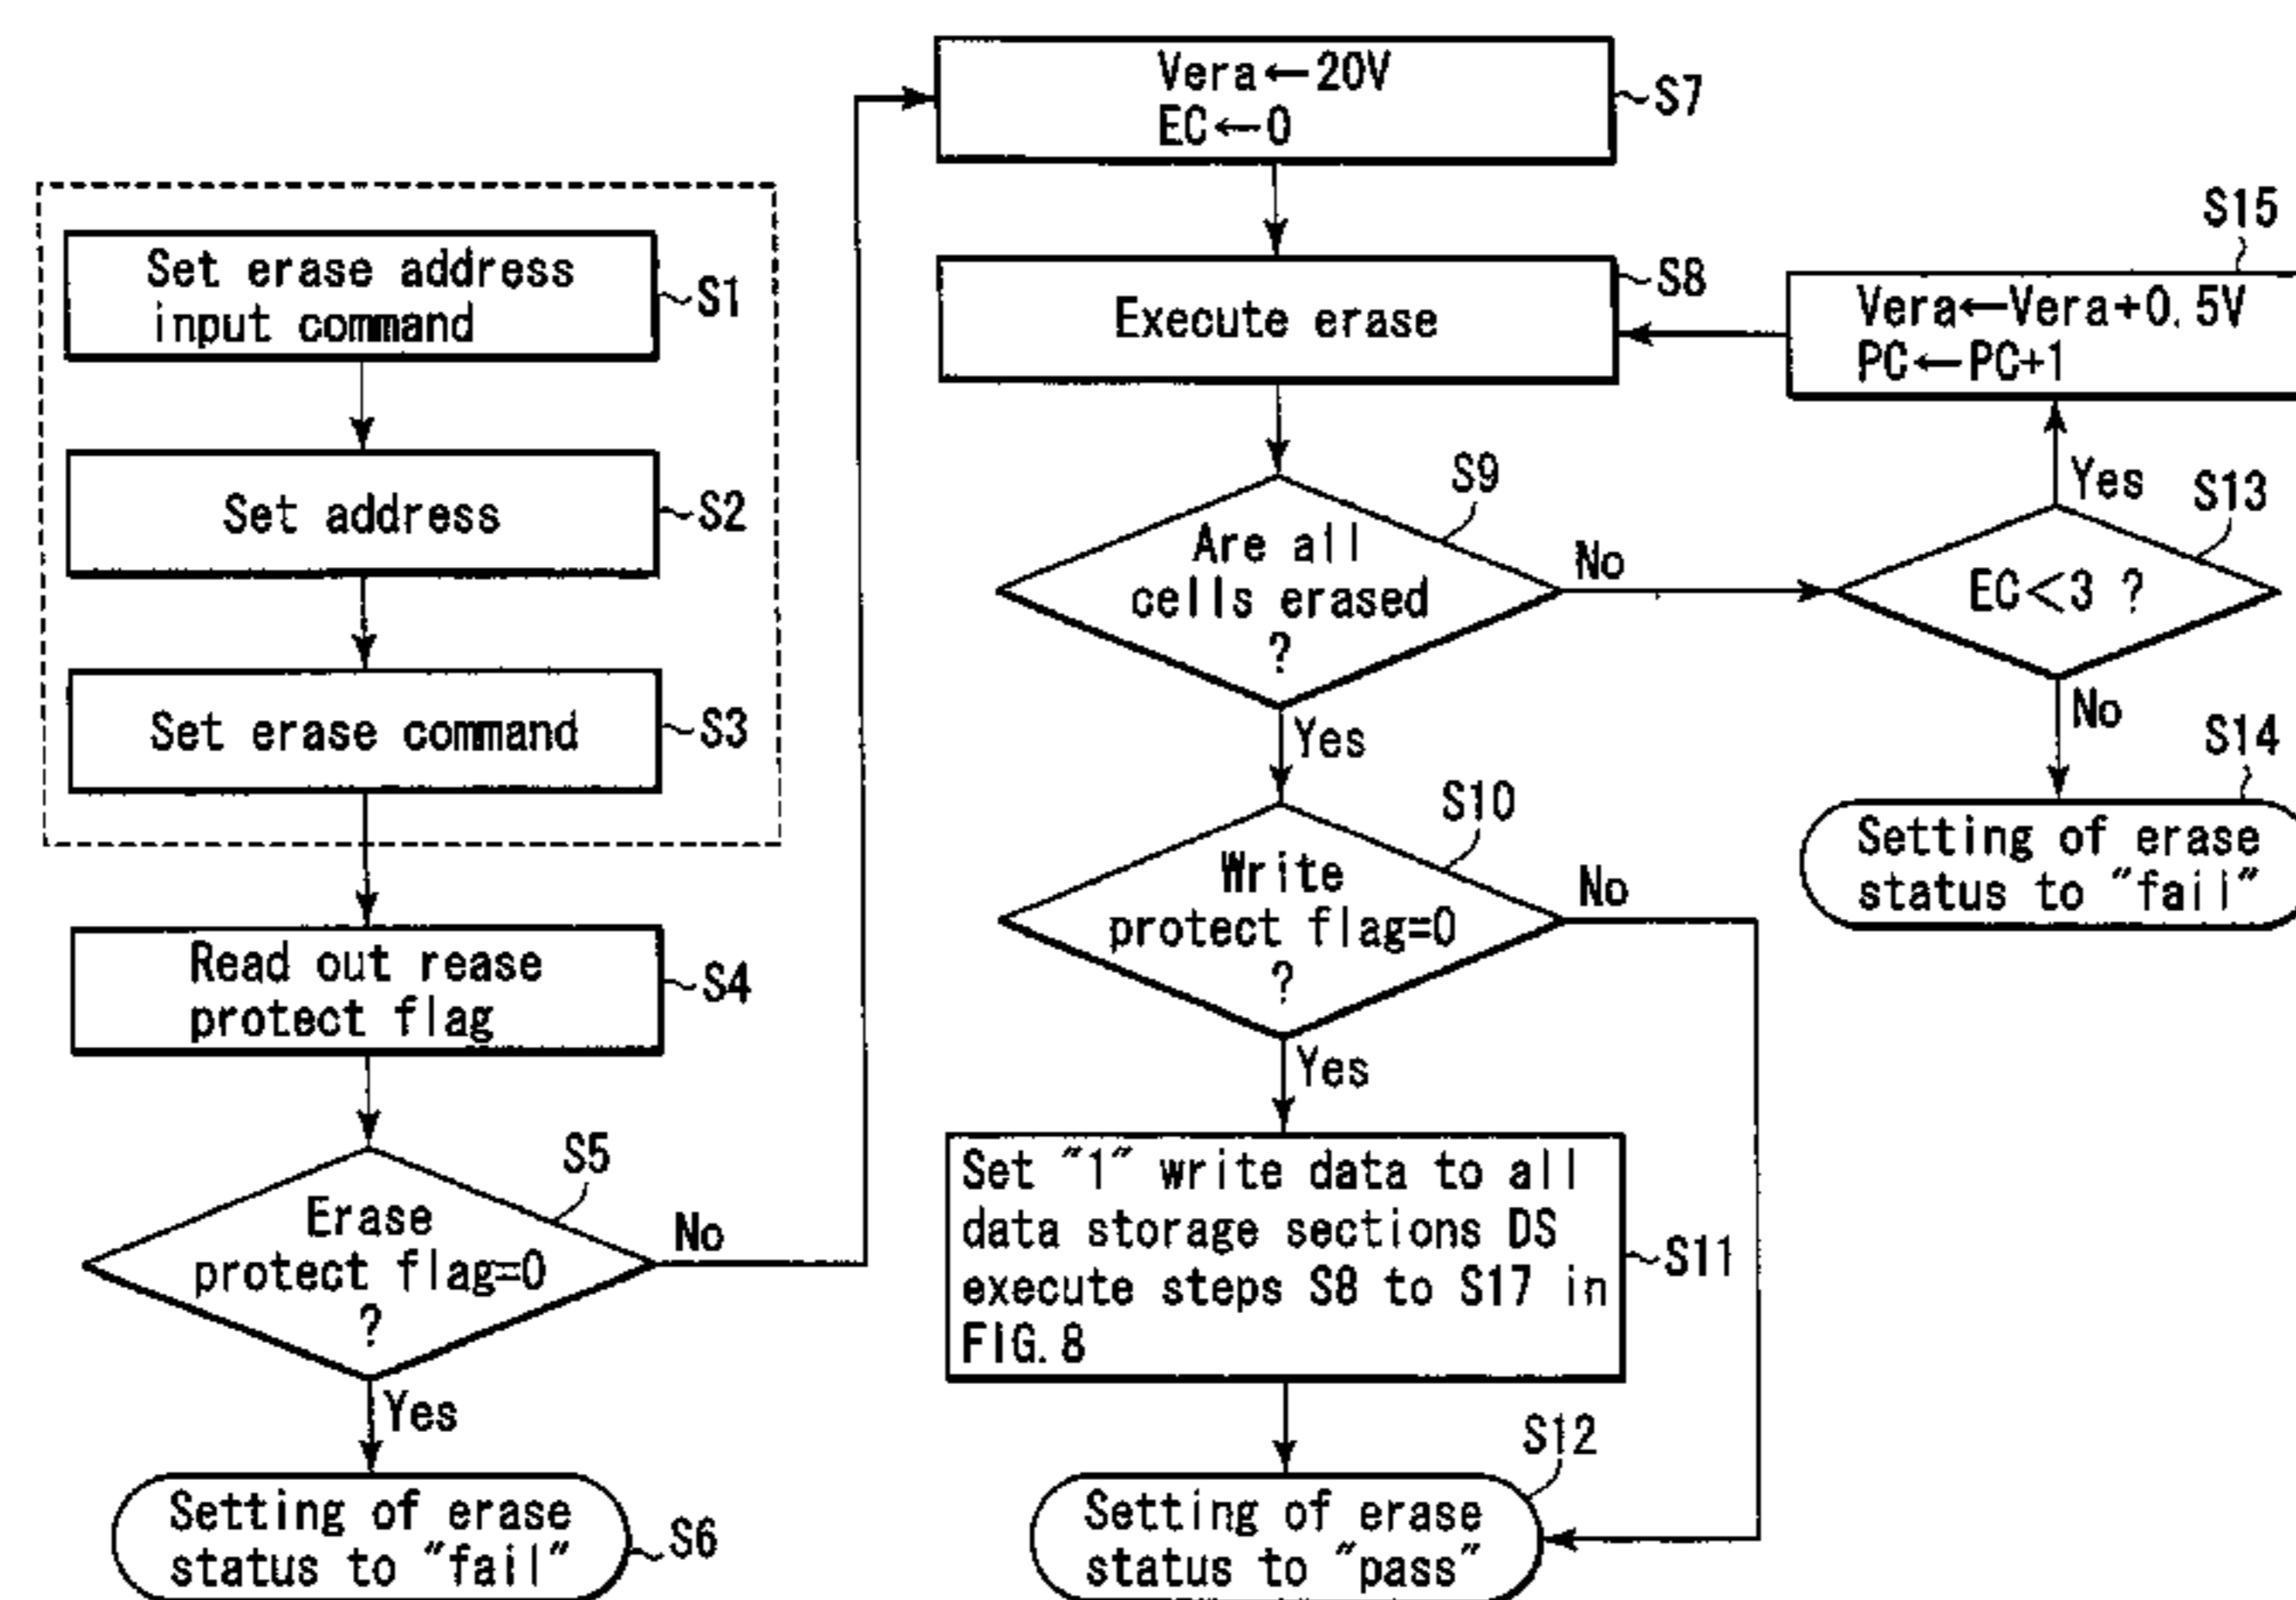 Set erase address
input command
S1
Set address
S2
Set erase command
S3
Read out rease
protect flag
S4
S5
Erase
protect flag=0
?
No
Yes
Setting of erase
status to "fail"
S6
Vera←20V
EC←0
S7
Execute erase
S8
S9
Are all
cells erased
?
No
Yes
S10
Write
protect flag=0
?
No
Yes
Set "1" write data to all
data storage sections DS
execute steps S8 to S17 in
FIG. 8
S11
S12
Setting of erase
status to "pass"
S15
Vera←Vera+0.5V
PC←PC+1
Yes
S13
EC<3 ?
No
S14
Setting of erase
status to "fail"